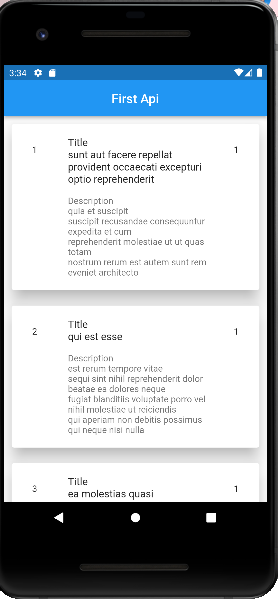 3:34
First Api
1
Title
1
sunt aut facere repellat
provident occaecati excepturi
optio reprehenderit
Description
quia et suscipit
suscipit recusandae consequuntur
expedita et cum
reprehenderit molestiae ut ut quas
totam
nostrum rerum est autem sunt rem
eveniet architecto
2
Title
1
qui est esse
Description
est rerum tempore vitae
sequi sint nihil reprehenderit dolor
beatae ea dolores neque
fugiat blanditiis voluptate porro vel
nihil molestiae ut reiciendis
qui aperiam non debitis possimus
qui neque nisi nulla
3
Title
1
ea molestias quasi